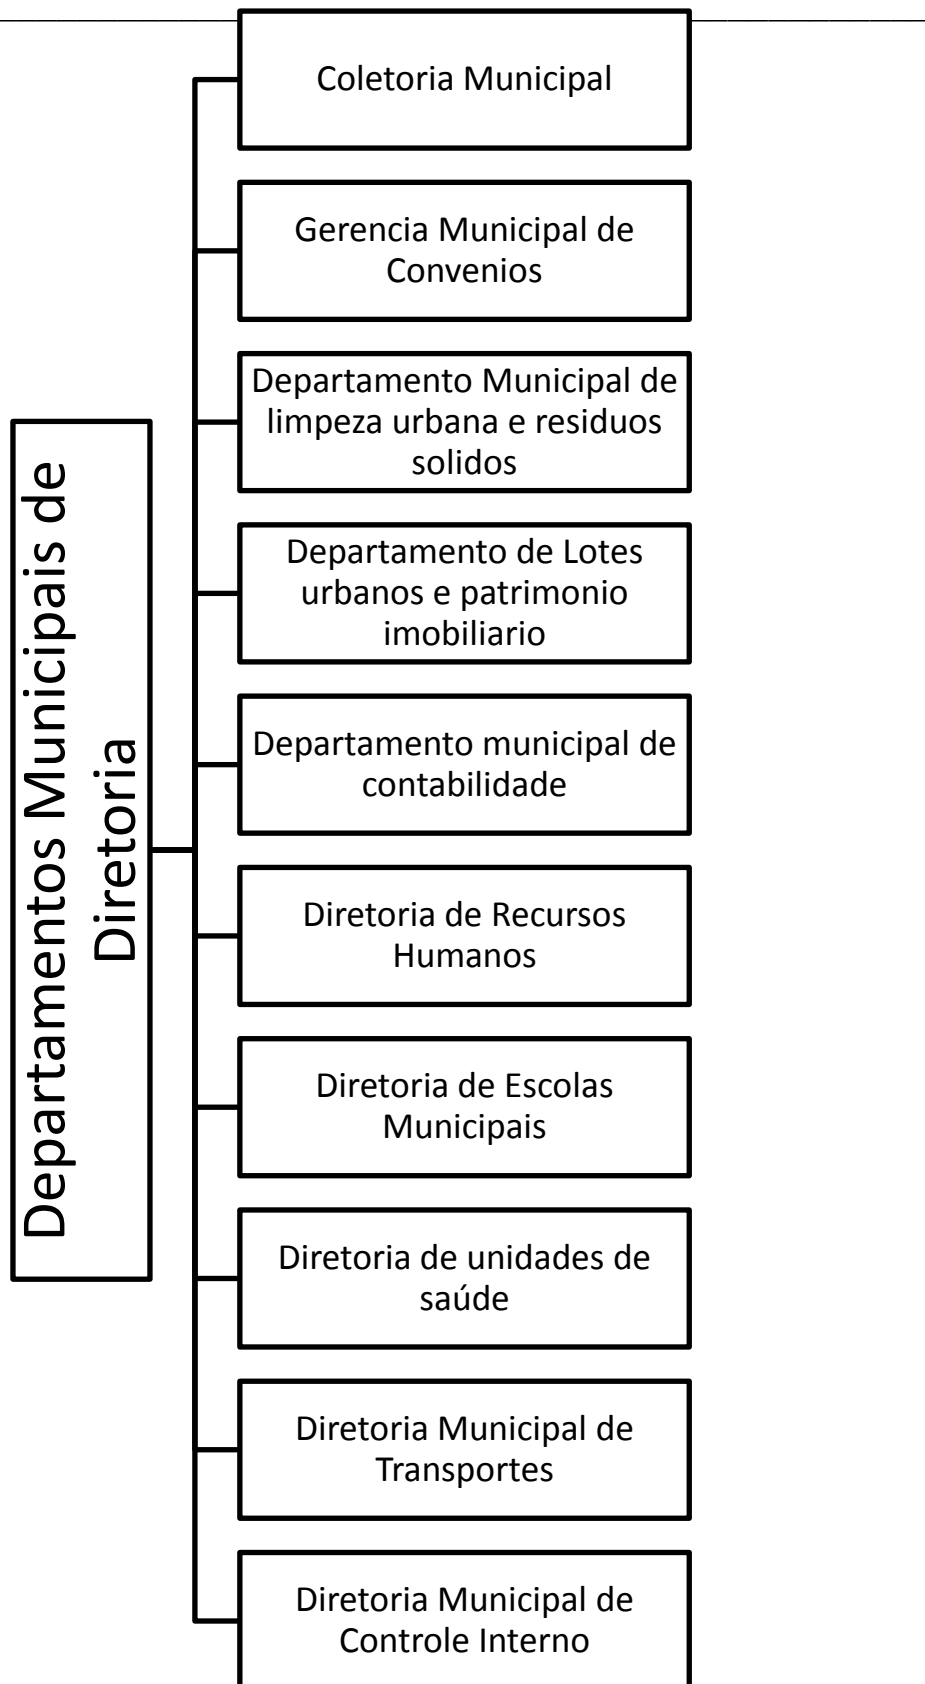 Departamentos Municipais de
Diretoria
Coletoria Municipal
Gerencia Municipal de
Convenios
Departamento Municipal de
limpeza urbana e residuos
solidos
Departamento de Lotes
urbanos e patrimonio
imobiliario
Departamento municipal de
contabilidade
Diretoria de Recursos
Humanos
Diretoria de Escolas
Municipais
Diretoria de unidades de
saúde
Diretoria Municipal de
Transportes
Diretoria Municipal de
Controle Interno